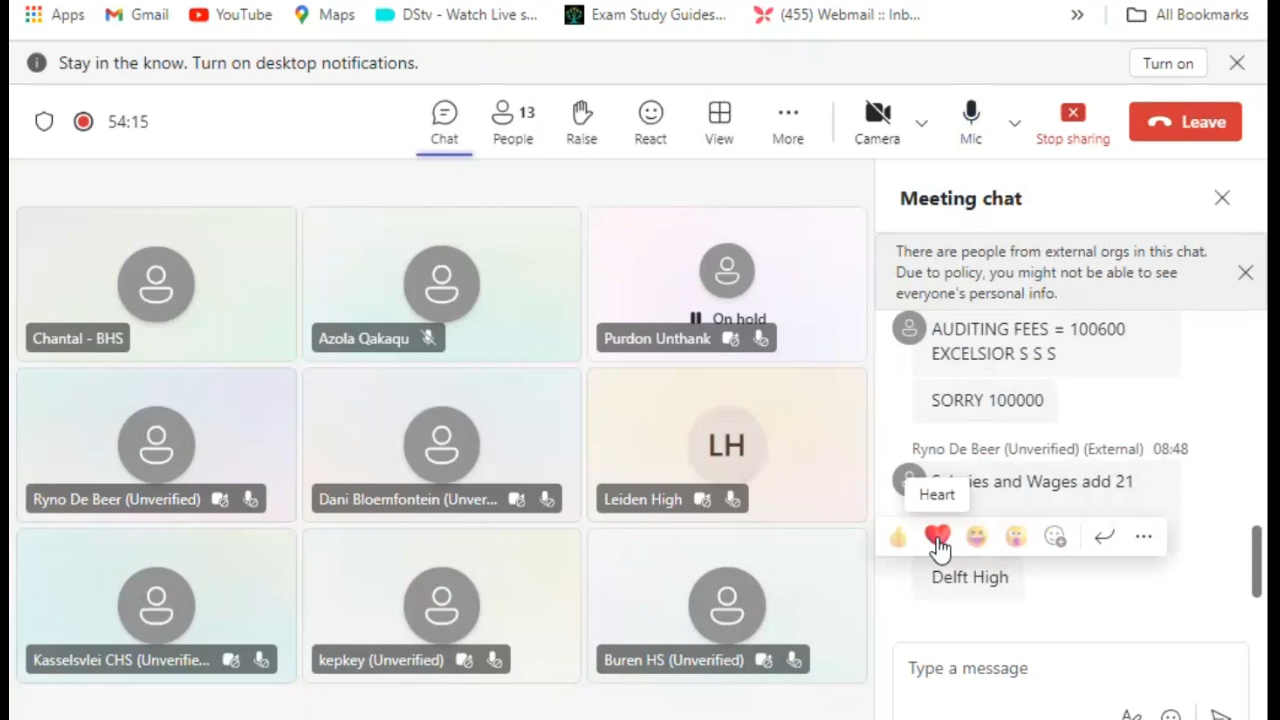 Apps Gmail YouTube Maps DStv - Watch Live s... Exam Study Guides... (455) Webmail :: Inb... » All Bookmarks
Stay in the know. Turn on desktop notifications. Turn on
54:15 Chat 13 People Raise React View More Camera Mic Stop sharing Leave
Meeting chat
There are people from external orgs in this chat.
Due to policy, you might not be able to see
everyone's personal info.
Chantal - BHS
Azola Qakaqu
On hold
Purdon Unthank
AUDITING FEES = 100600
EXCELSIOR S S S
SORRY 100000
Ryno De Beer (Unverified) (External) 08:48
and Wages add 21
Heart
Ryno De Beer (Unverified)
Dani Bloemfontein (Unver...
LH
Leiden High
Delft High
Kasselsvlei CHS (Unverifie...
kepkey (Unverified)
Buren HS (Unverified)
Type a message